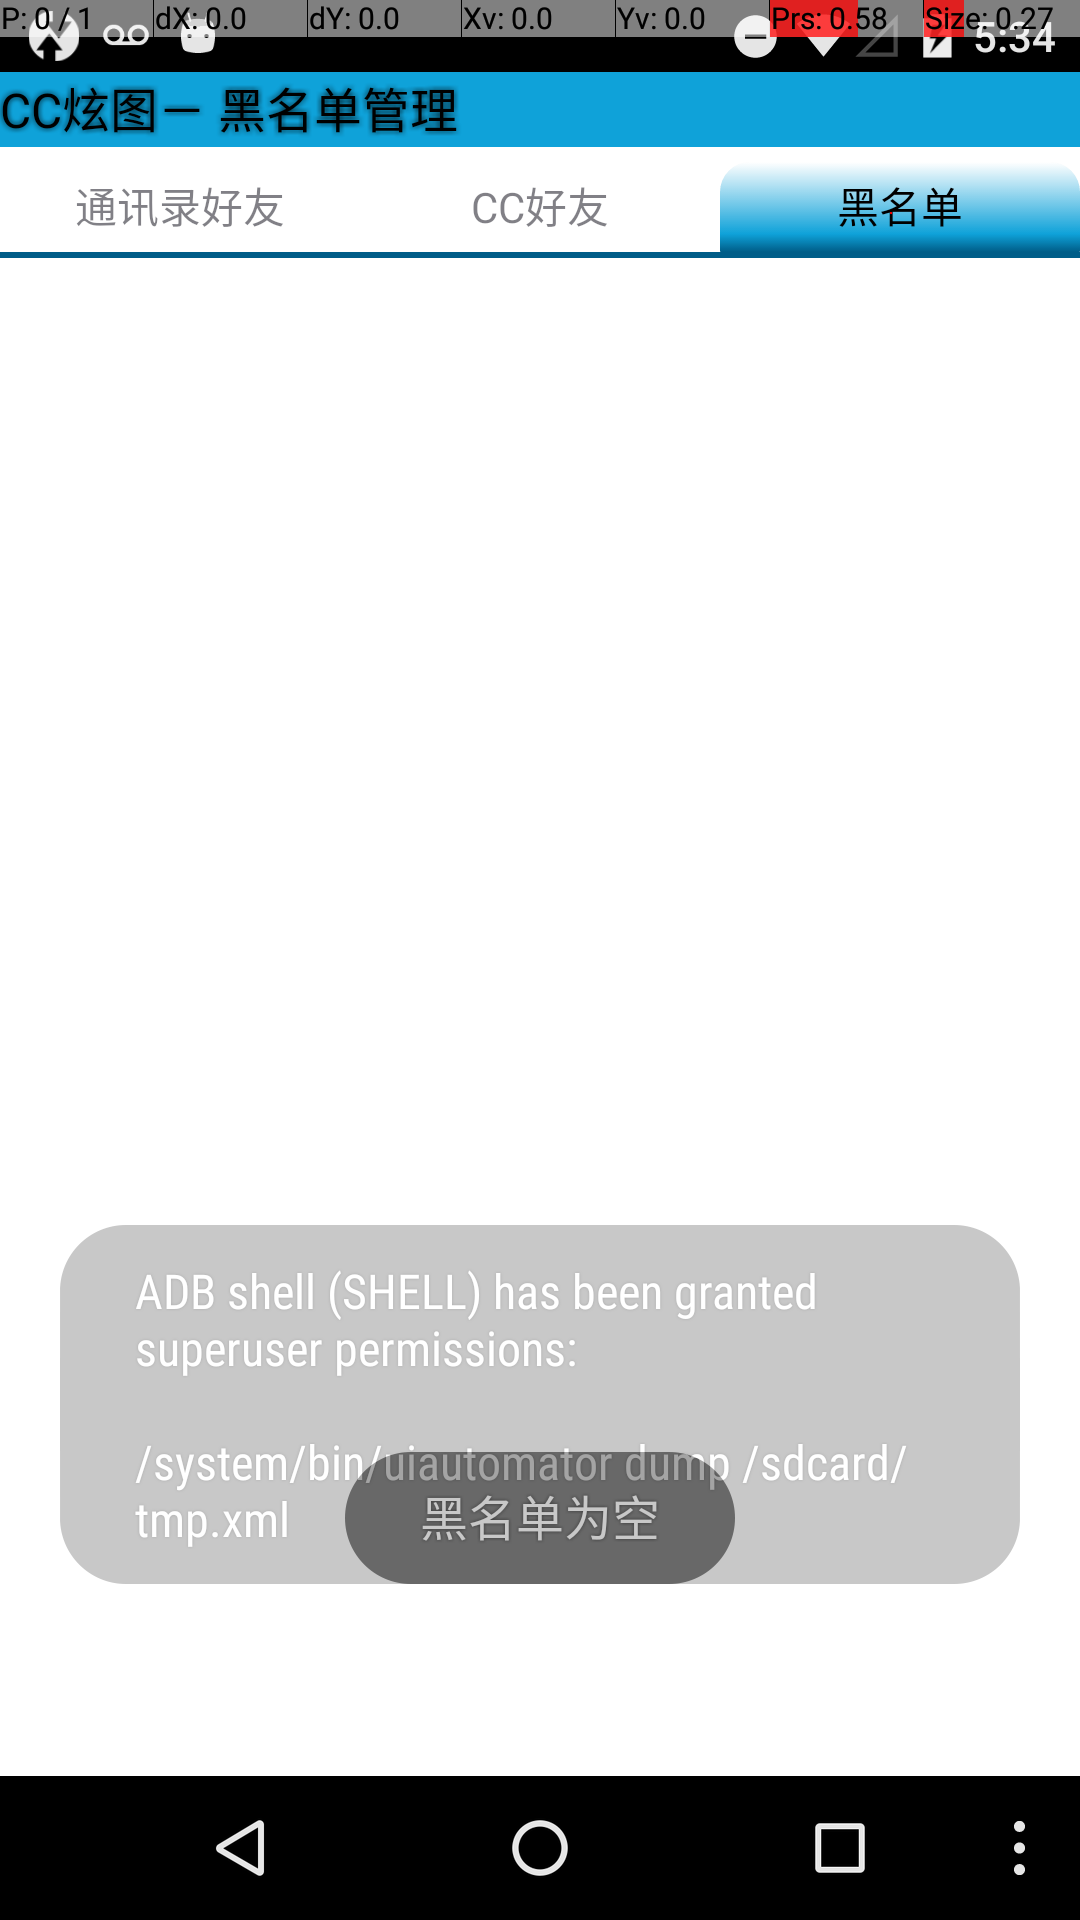 P: 0 / 1 dX: 0.0 dY: 0.0 Xv: 0.0 Yv: 0.0 Prs: 0.58 Size: 0.27
5:34
CC炫图－ 黑名单管理
通讯录好友 CC好友 黑名单
ADB shell (SHELL) has been granted
superuser permissions:
/system/bin/uiautomator dump /sdcard/
tmp.xml
黑名单为空